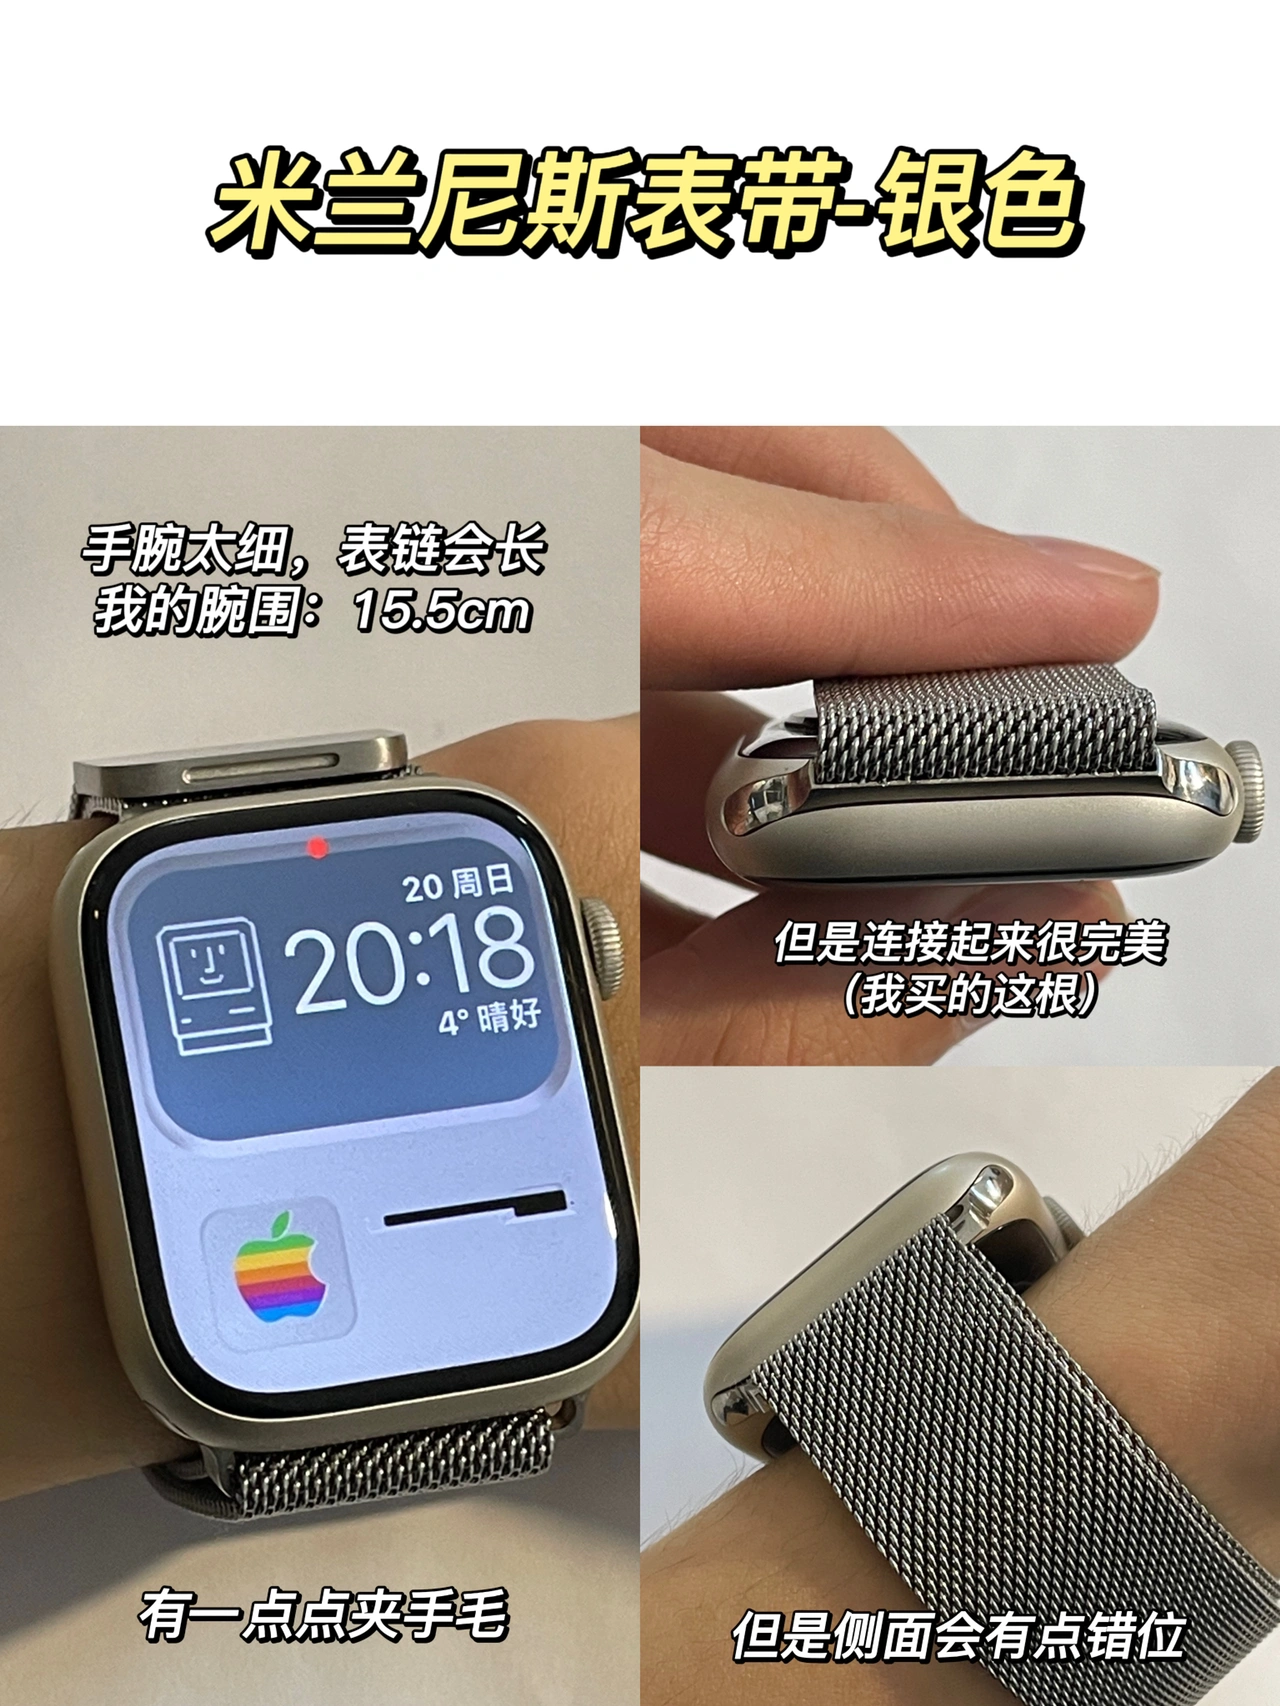 米兰尼斯表带-银色
手腕太细，表链会长
我的腕围：15.5cm
20 周日
20:18
4° 晴好
有一点点夹手毛
但是连接起来很完美
（我买的这根）
但是侧面会有点错位